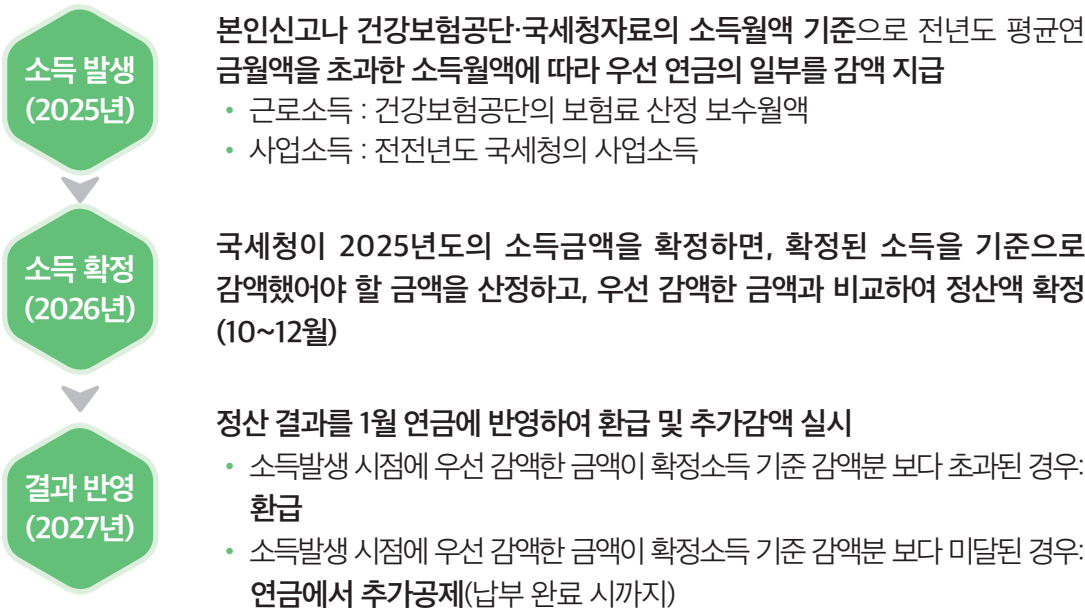 소득 발생
(2025년)
본인신고나 건강보험공단·국세청자료의 소득월액 기준으로 전년도 평균연
금월액을 초과한 소득월액에 따라 우선 연금의 일부를 감액 지급
• 근로소득 : 건강보험공단의 보험료 산정 보수월액
• 사업소득 : 전전년도 국세청의 사업소득
소득 확정
(2026년)
국세청이 2025년도의 소득금액을 확정하면, 확정된 소득을 기준으로
감액했어야 할 금액을 산정하고, 우선 감액한 금액과 비교하여 정산액 확정
(10~12월)
결과 반영
(2027년)
정산 결과를 1월 연금에 반영하여 환급 및 추가감액 실시
• 소득발생 시점에 우선 감액한 금액이 확정소득 기준 감액분 보다 초과된 경우:
환급
• 소득발생 시점에 우선 감액한 금액이 확정소득 기준 감액분 보다 미달된 경우:
연금에서 추가공제(납부 완료 시까지)